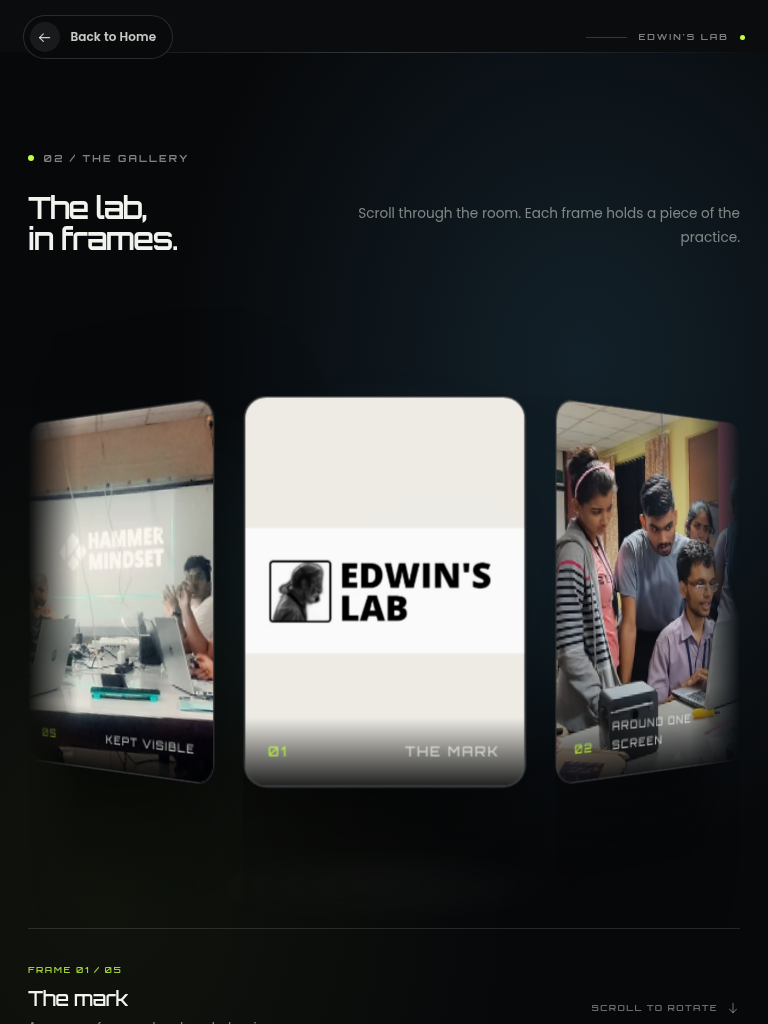 Back to Home
EDWIN'S LAB
02 / THE GALLERY
The lab,
in frames.
Scroll through the room. Each frame holds a piece of the
practice.
HAMMER
MINDSET
05
KEPT VISIBLE
EDWIN'S
LAB
01
THE MARK
02
AROUND ONE
SCREEN
FRAME 01 / 05
The mark
SCROLL TO ROTATE